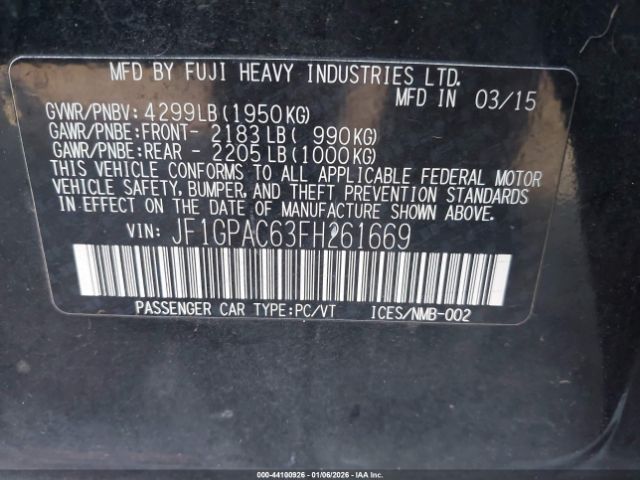 MFD BY FUJI HEAVY INDUSTRIES LTD.
MFD IN 03/15
GVWR/PNBV: 4299LB(1950KG)
GAWR/PNBE:FRONT- 2183LB( 990KG)
GAWR/PNBE:REAR - 2205LB(1000KG)
THIS VEHICLE CONFORMS TO ALL APPLICABLE FEDERAL MOTOR
VEHICLE SAFETY, BUMPER, AND THEFT PREVENTION STANDARDS
IN EFFECT ON THE DATE OF MANUFACTURE SHOWN ABOVE.
VIN: JF1GPAC63FH261669
PASSENGER CAR TYPE:PC/VT ICES/NMB-002
000-44100926 - 01/06/2026 - IAAI.COM